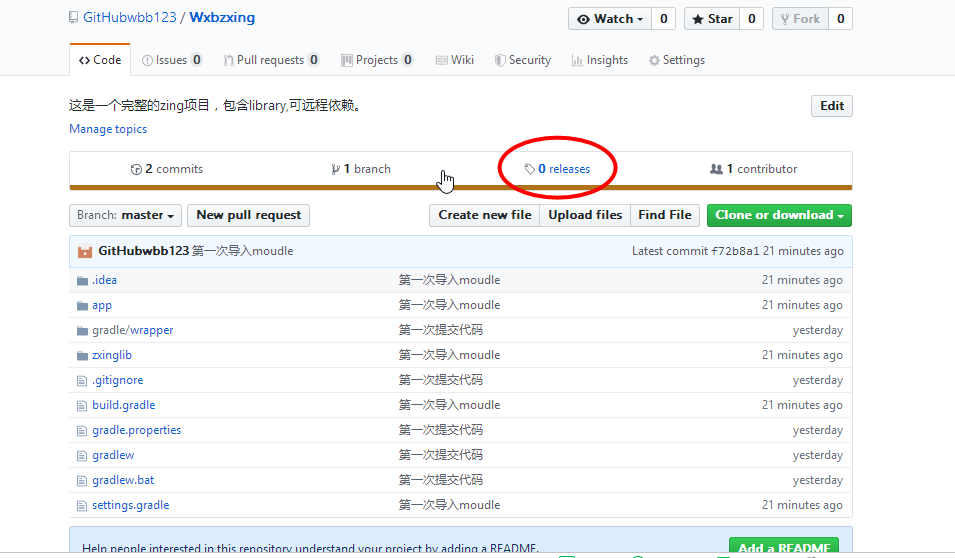 GitHubwbb123 / Wxbzxing Watch 0 Star 0 Fork 0
Code Issues 0 Pull requests 0 Projects 0 Wiki Security Insights Settings
这是一个完整的zing项目，包含library,可远程依赖。 Edit
Manage topics
2 commits 1 branch 0 releases 1 contributor
Branch: master New pull request Create new file Upload files Find File Clone or download
GitHubwbb123 第一次导入moudle Latest commit f72b8a1 21 minutes ago
.idea 第一次导入moudle 21 minutes ago
app 第一次导入moudle 21 minutes ago
gradle/wrapper 第一次提交代码 yesterday
zxinglib 第一次导入moudle 21 minutes ago
.gitignore 第一次提交代码 yesterday
build.gradle 第一次导入moudle 21 minutes ago
gradle.properties 第一次提交代码 yesterday
gradlew 第一次提交代码 yesterday
gradlew.bat 第一次提交代码 yesterday
settings.gradle 第一次导入moudle 21 minutes ago
Help people interested in this repository understand your project by adding a README. Add a README